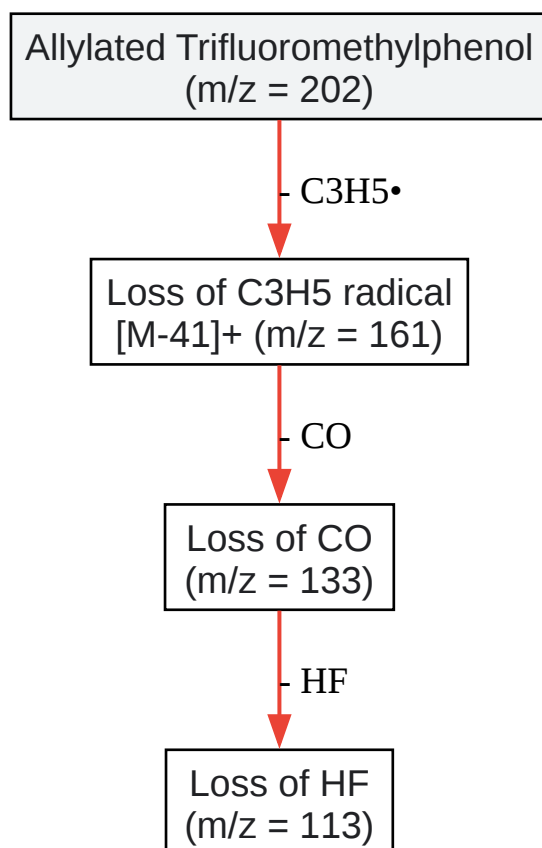 Allylated Trifluoromethylphenol
(m/z = 202)
- C3H5•
Loss of C3H5 radical
[M-41]+ (m/z = 161)
- CO
Loss of CO
(m/z = 133)
- HF
Loss of HF
(m/z = 113)